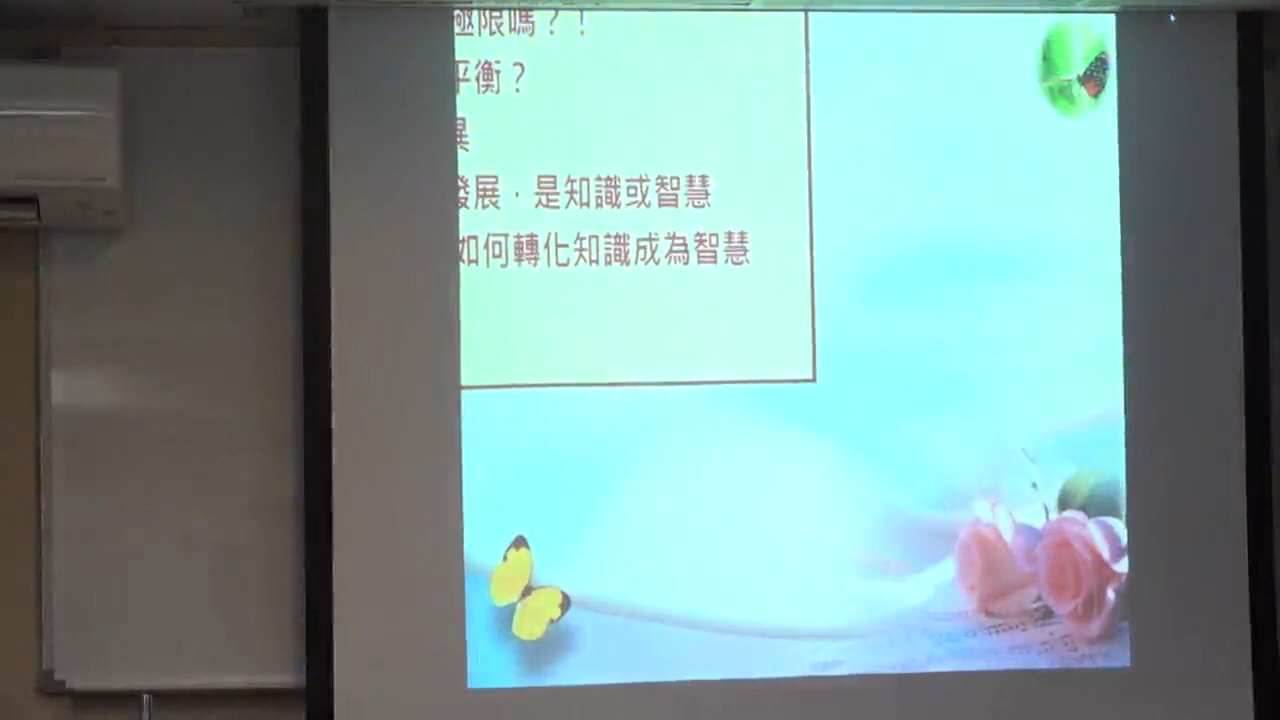 極限嗎？！
平衡？
異
發展，是知識或智慧
如何轉化知識成為智慧